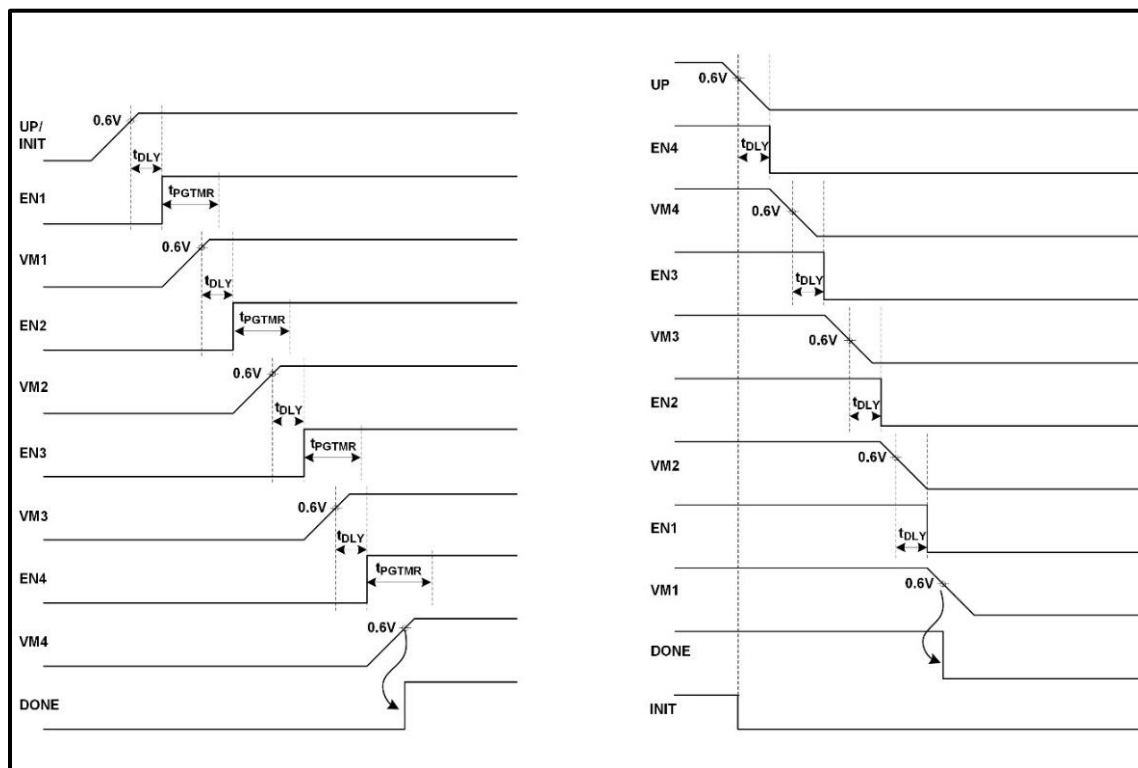 UP/
INIT
0.6V
tDLY
EN1
tPGTMR
VM1
0.6V
tDLY
EN2
tPGTMR
VM2
0.6V
tDLY
EN3
tPGTMR
VM3
0.6V
tDLY
EN4
tPGTMR
VM4
0.6V
DONE
UP
0.6V
EN4
tDLY
VM4
0.6V
EN3
tDLY
VM3
0.6V
EN2
tDLY
VM2
0.6V
EN1
tDLY
VM1
0.6V
DONE
INIT